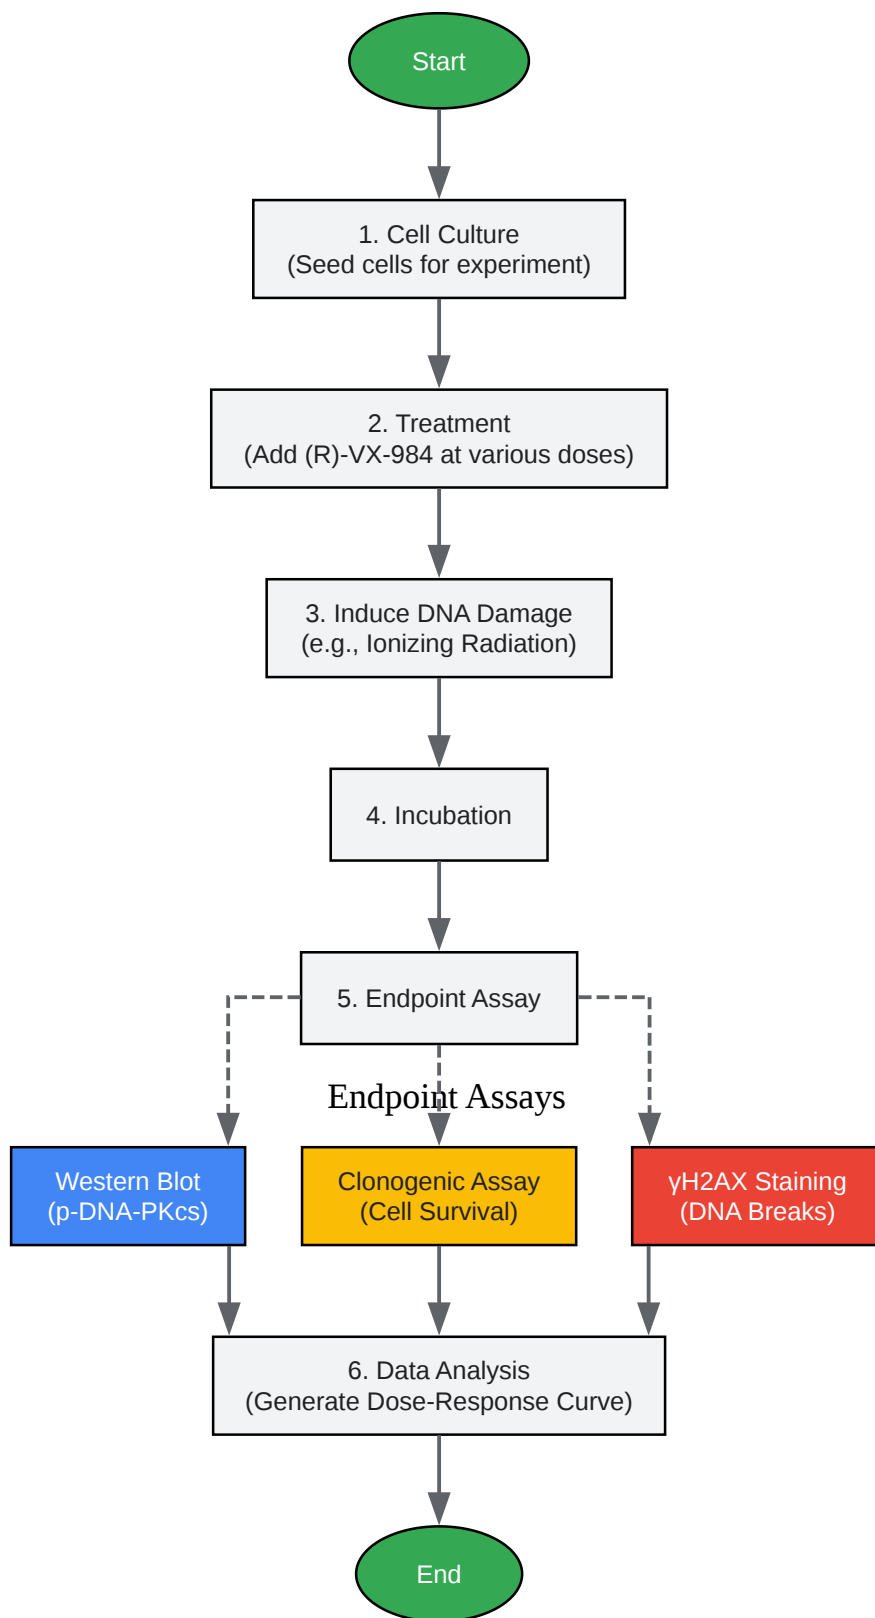 Start
1. Cell Culture
(Seed cells for experiment)
2. Treatment
(Add (R)-VX-984 at various doses)
3. Induce DNA Damage
(e.g., Ionizing Radiation)
4. Incubation
5. Endpoint Assay
Endpoint Assays
Western Blot
(p-DNA-PKcs)
Clonogenic Assay
(Cell Survival)
γH2AX Staining
(DNA Breaks)
6. Data Analysis
(Generate Dose-Response Curve)
End